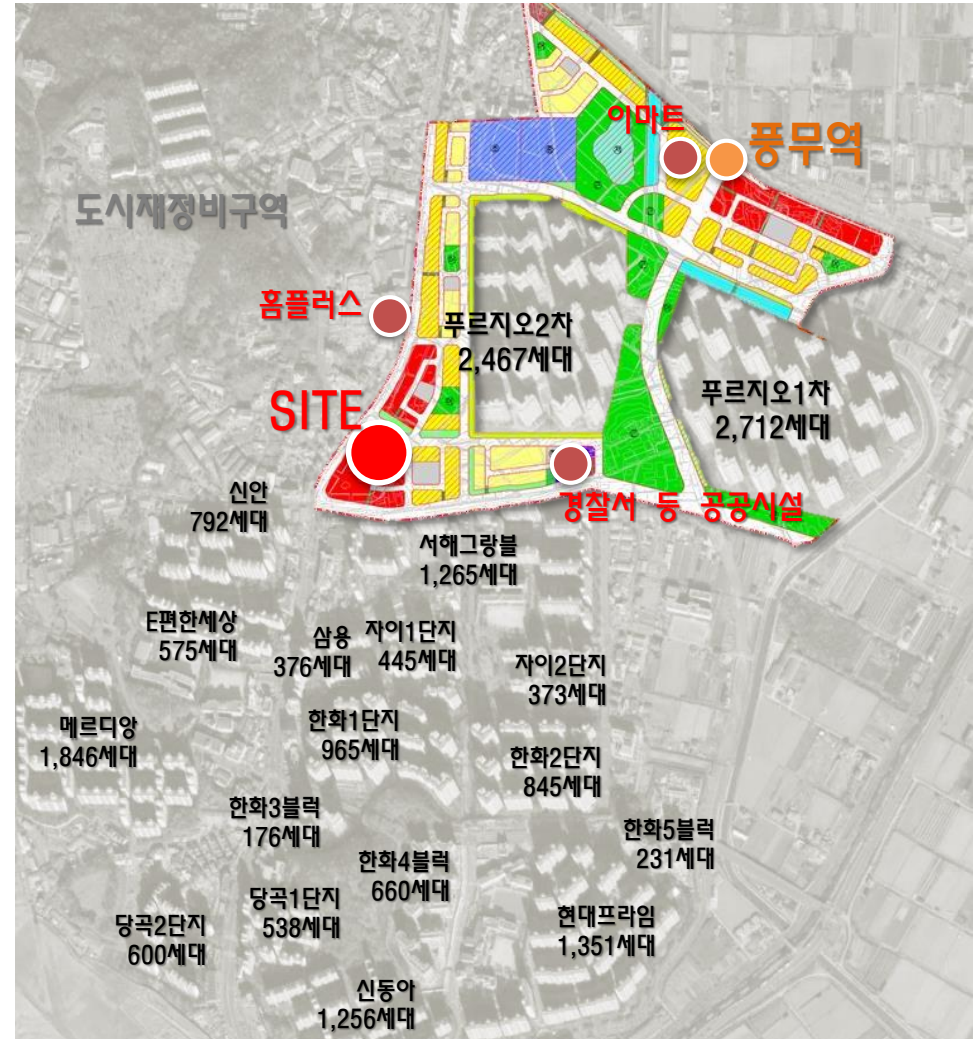 이마트
풍무역
도시재정비구역
홈플러스
푸르지오2차
2,467세대
푸르지오1차
2,712세대
SITE
신안
792세대
경찰서 등 공공시설
서해그랑블
1,265세대
E편한세상
575세대
삼용
376세대
자이1단지
445세대
자이2단지
373세대
메르디앙
1,846세대
한화1단지
965세대
한화2단지
845세대
한화3블럭
176세대
한화5블럭
231세대
한화4블럭
660세대
당곡1단지
538세대
당곡2단지
600세대
현대프라임
1,351세대
신동아
1,256세대